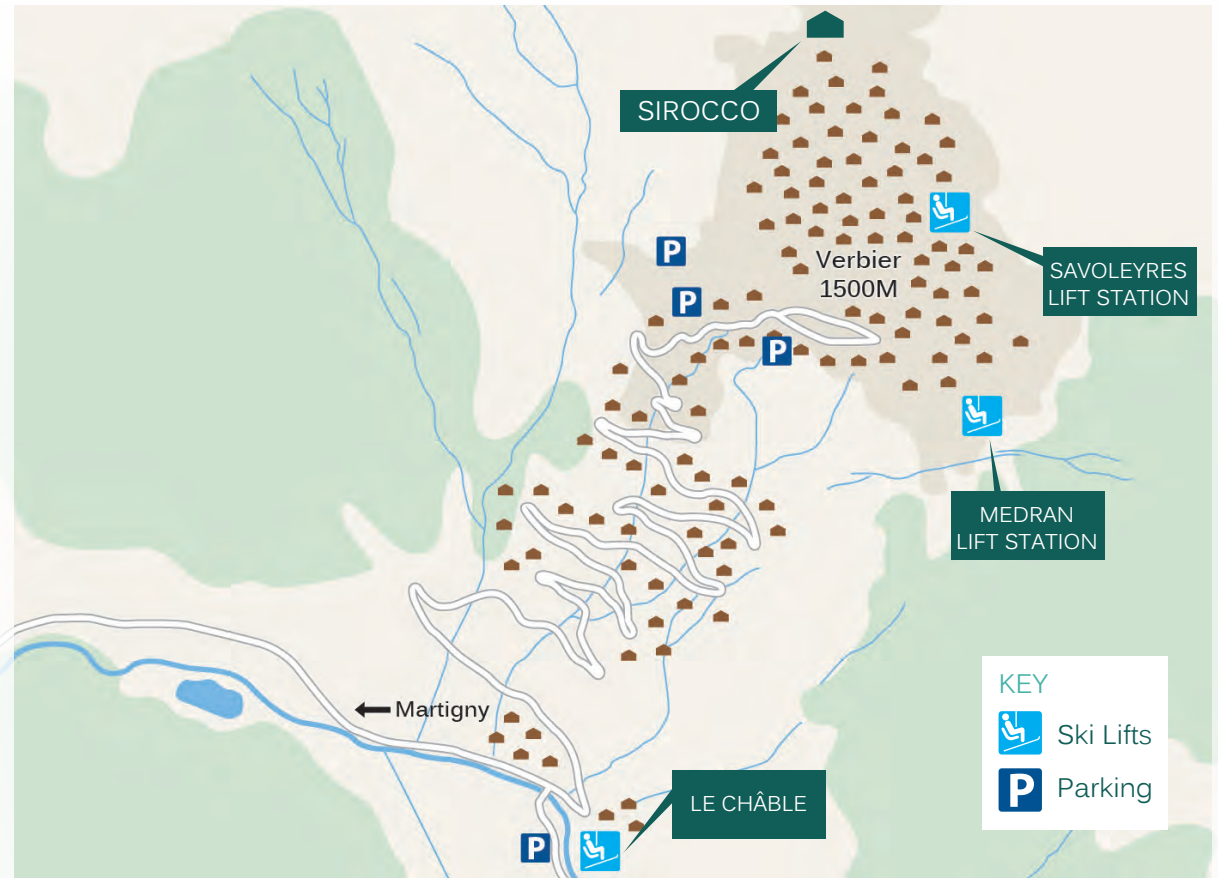 SIROCCO
P
SAVOLEYRES
LIFT STATION
Verbier
1500M
P
P
MEDRAN
LIFT STATION
KEY
Ski Lifts
P Parking
Martigny
LE CHÂBLE
P